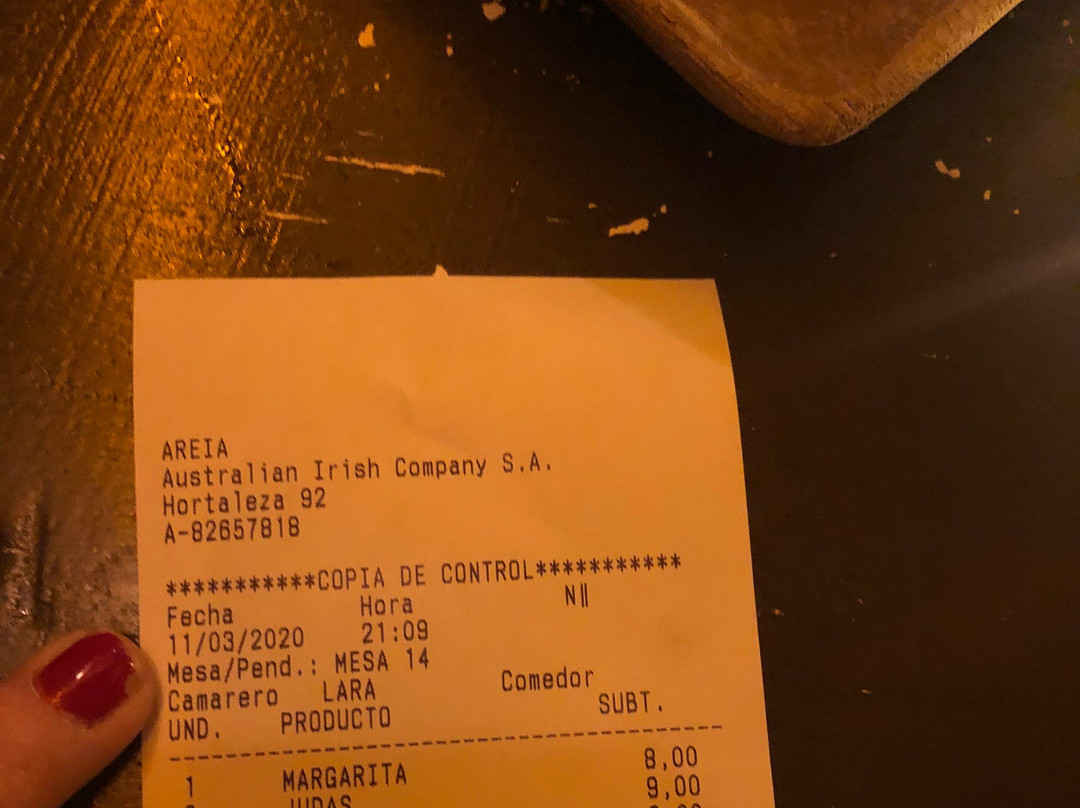 AREIA
Australian Irish Company S.A.
Hortaleza 92
A-82657818
***********COPIA DE CONTROL***********
Fecha Hora N||
11/03/2020 21:09
Mesa/Pend.: MESA 14
Camarero LARA Comedor
UND. PRODUCTO SUBT.
1 MARGARITA 8,00
JUDAS 9,00